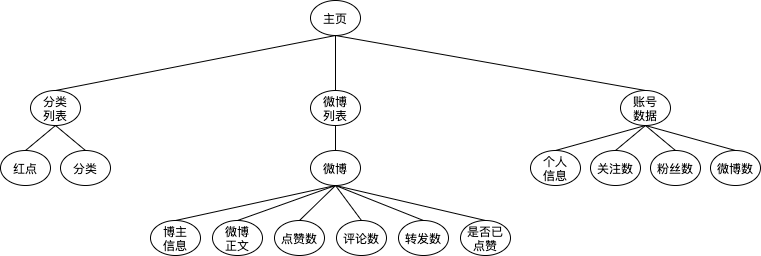 主页
分类
列表
微博
列表
账号
数据
红点
分类
微博
个人
信息
关注数
粉丝数
微博数
博主
信息
微博
正文
点赞数
评论数
转发数
是否已
点赞